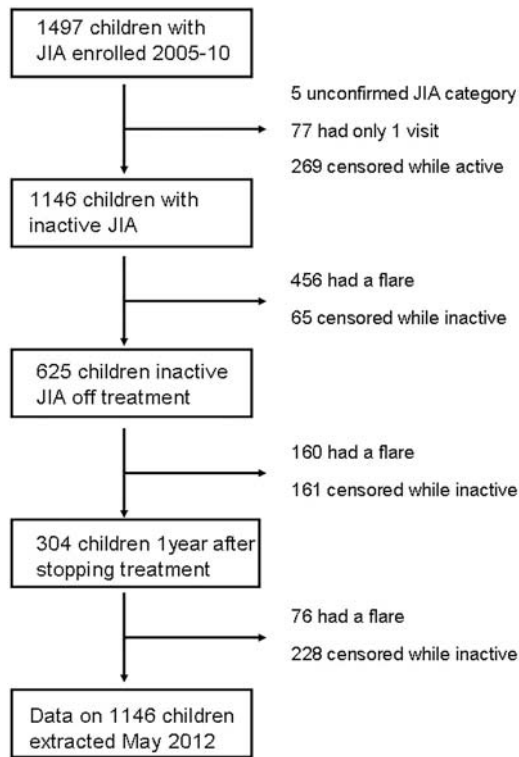 1497 children with
JIA enrolled 2005-10
5 unconfirmed JIA category
77 had only 1 visit
269 censored while active
1146 children with
inactive JIA
456 had a flare
65 censored while inactive
625 children inactive
JIA off treatment
160 had a flare
161 censored while inactive
304 children 1year after
stopping treatment
76 had a flare
228 censored while inactive
Data on 1146 children
extracted May 2012